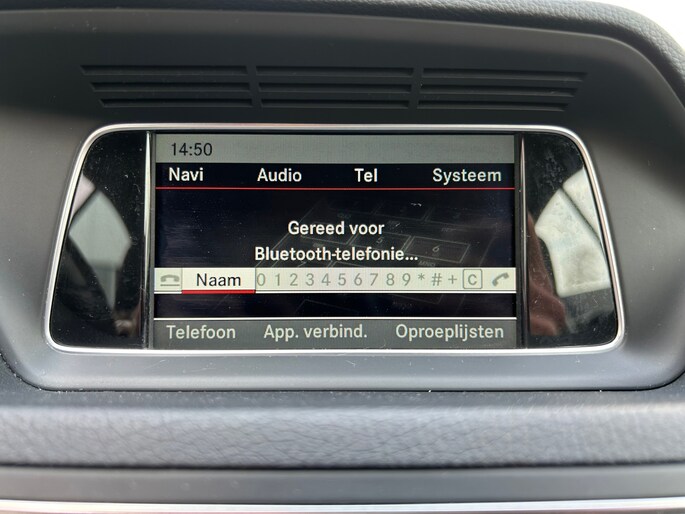 14:50
Navi Audio Tel Systeem
Gereed voor
Bluetooth-telefonie...
Naam 0 1 2 3 4 5 6 7 8 9 * # + C
Telefoon App. verbind. Oproeplijsten